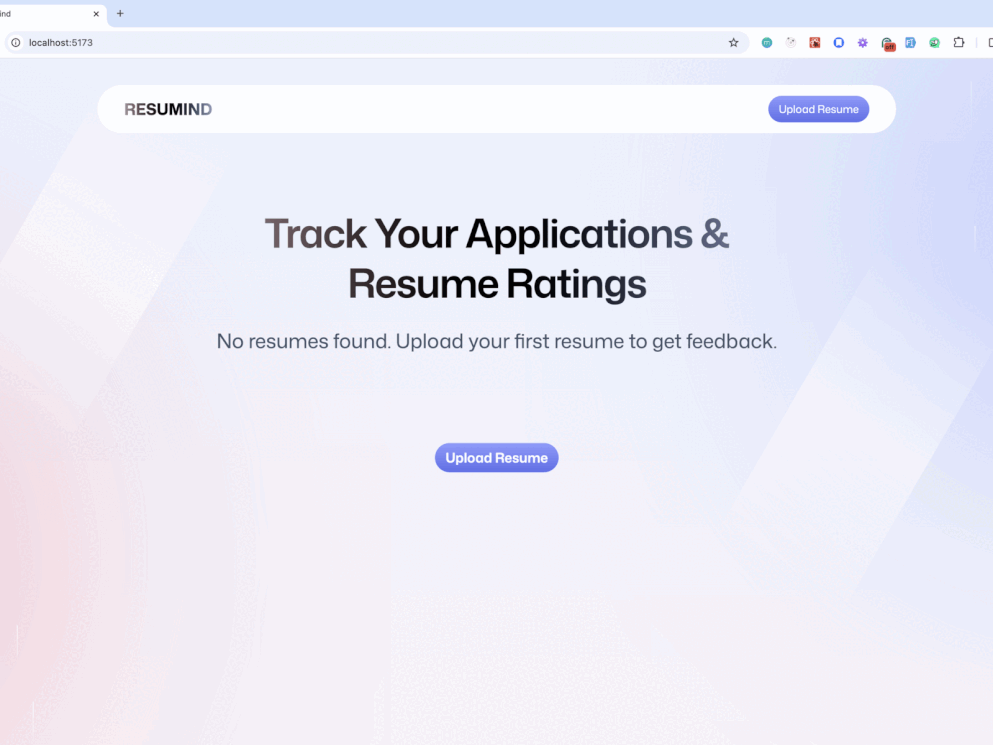 ind
localhost:5173
RESUMIND
Upload Resume
Track Your Applications &
Resume Ratings
No resumes found. Upload your first resume to get feedback.
Upload Resume